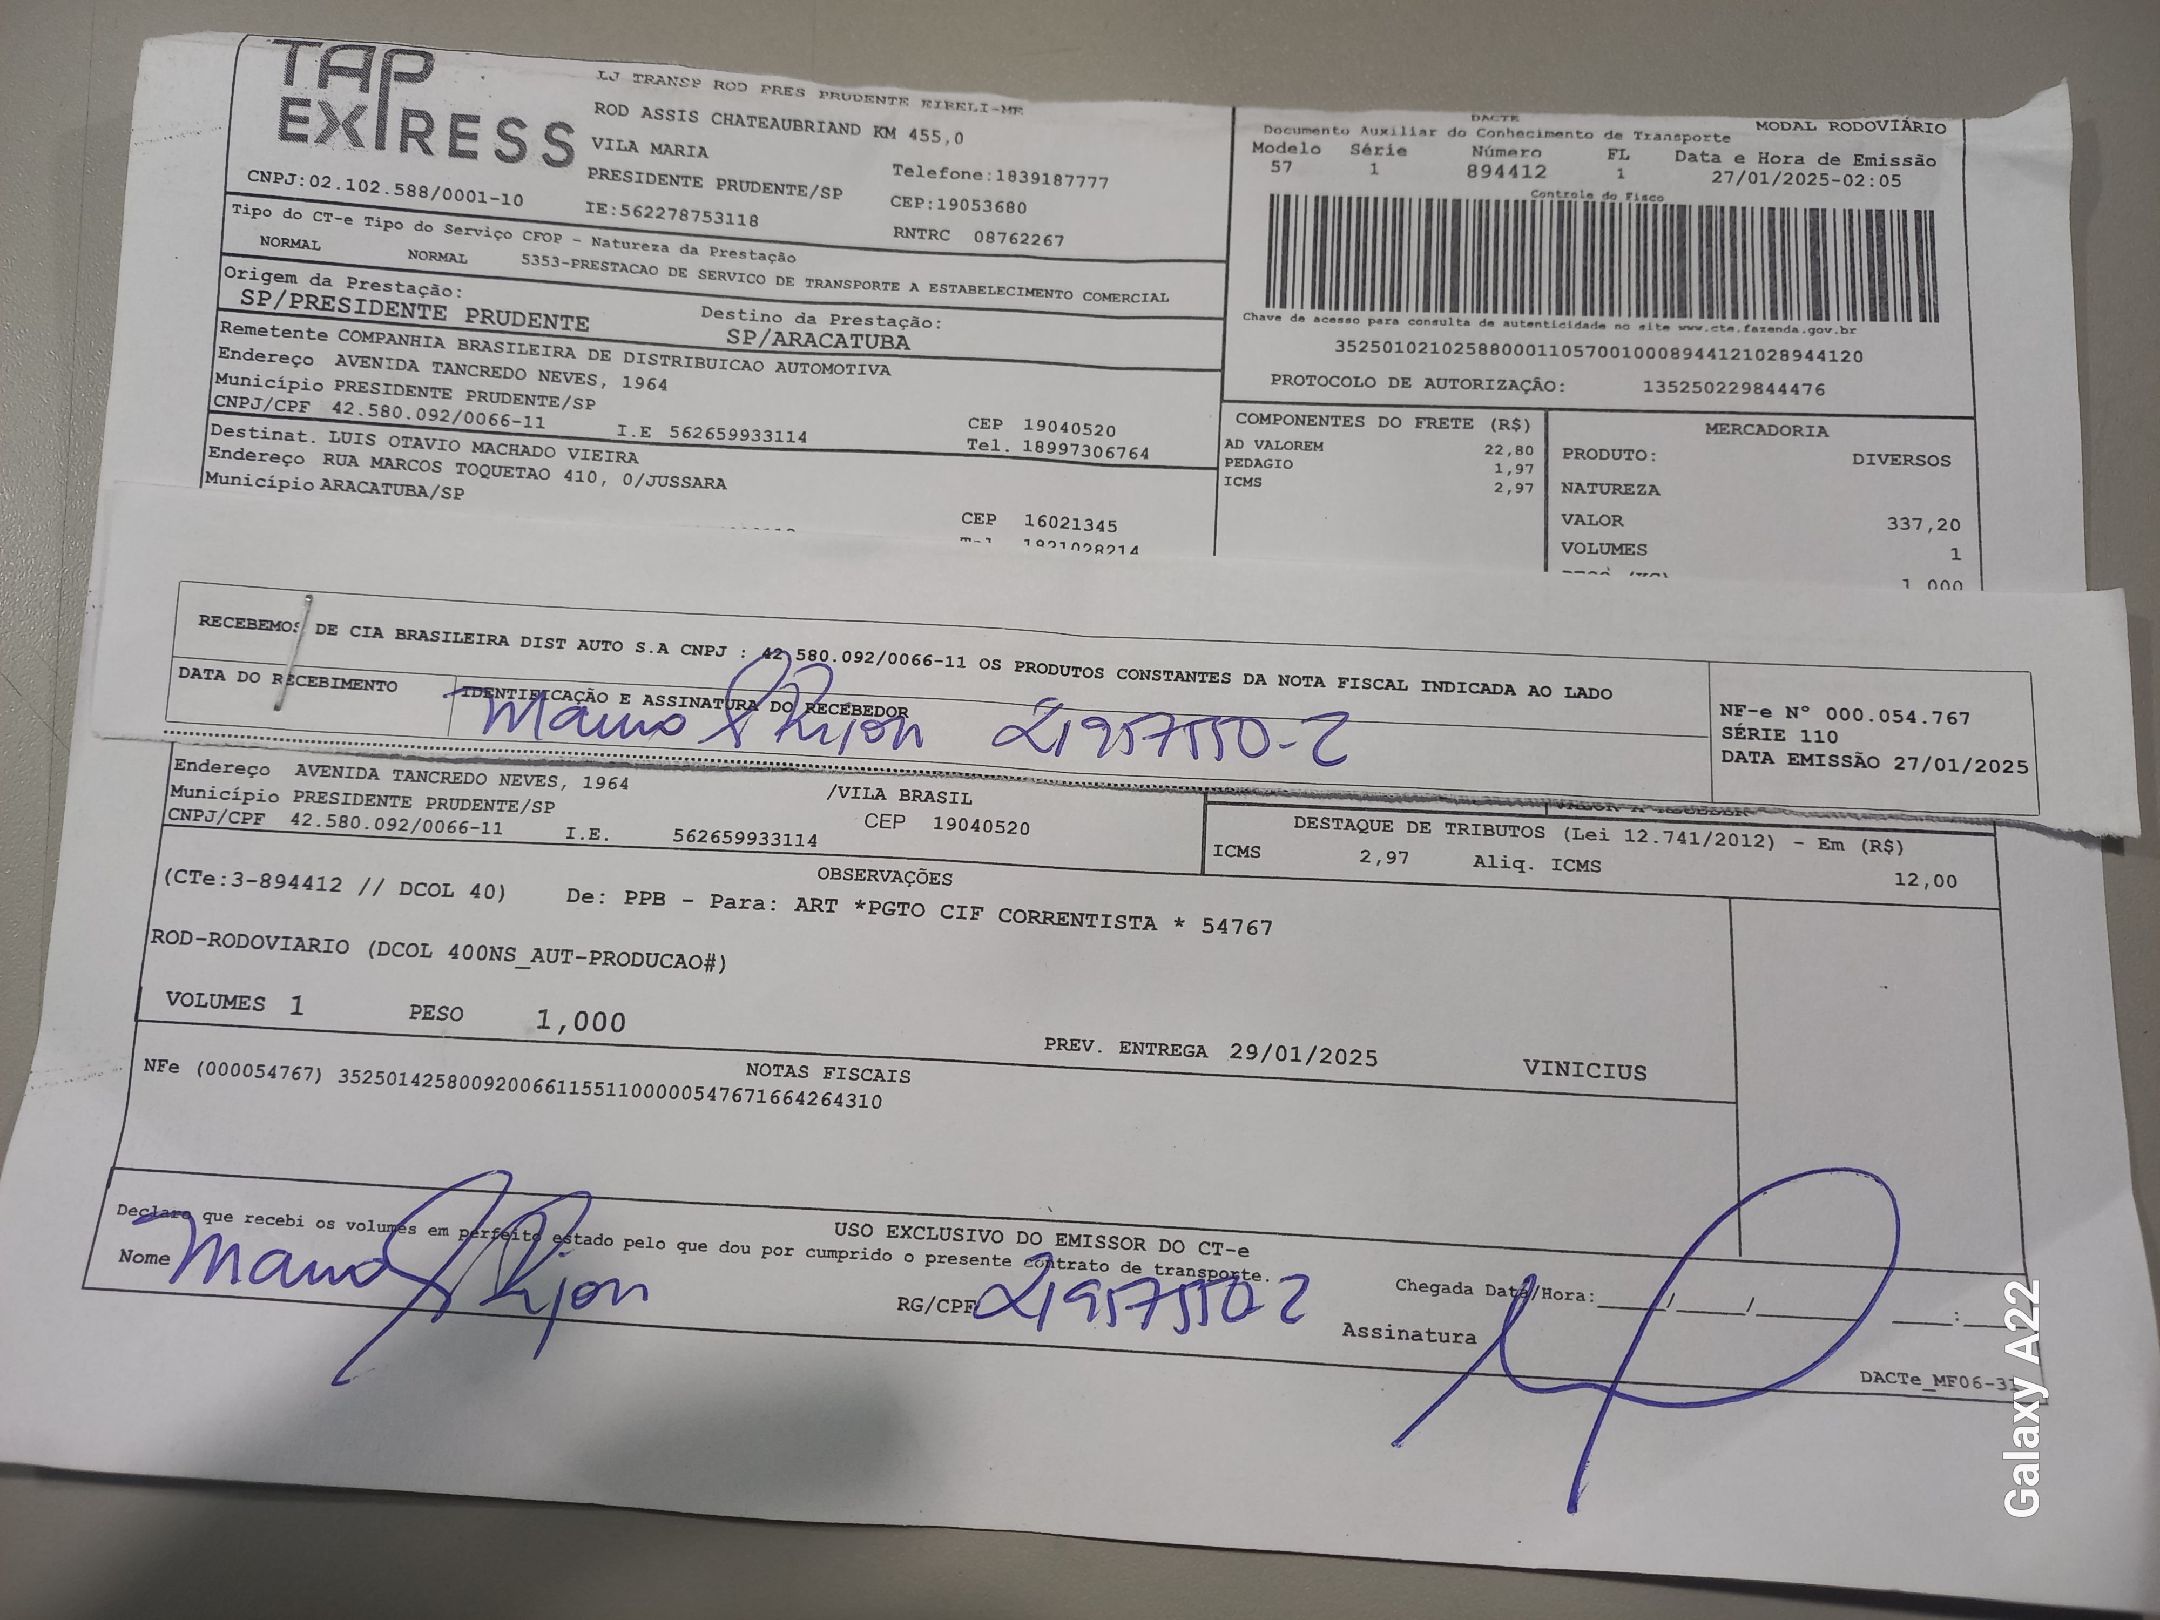 TAP EXPRESS
LJ TRANSP ROD PRES PRUDENTE EIRELI-ME
ROD ASSIS CHATEAUBRIAND KM 455,0
VILA MARIA
PRESIDENTE PRUDENTE/SP
Telefone:1839187777
CEP:19053680
CNPJ:02.102.588/0001-10
IE:562278753118
RNTRC 08762267
Tipo do CT-e Tipo do Serviço CFOP - Natureza da Prestação
NORMAL NORMAL 5353-PRESTACAO DE SERVICO DE TRANSPORTE A ESTABELECIMENTO COMERCIAL
Origem da Prestação:
SP/PRESIDENTE PRUDENTE
Destino da Prestação:
SP/ARACATUBA
Remetente COMPANHIA BRASILEIRA DE DISTRIBUICAO AUTOMOTIVA
Endereço AVENIDA TANCREDO NEVES, 1964
Município PRESIDENTE PRUDENTE/SP
CEP 19040520
CNPJ/CPF 42.580.092/0066-11 I.E 562659933114 Tel. 18997306764
Destinat. LUIS OTAVIO MACHADO VIEIRA
Endereço RUA MARCOS TOQUETAO 410, 0/JUSSARA
Município ARACATUBA/SP
CEP 16021345
DACTE MODAL RODOVIÁRIO
Documento Auxiliar do Conhecimento de Transporte
Modelo Série Número FL Data e Hora de Emissão
57 1 894412 1 27/01/2025-02:05
Controle do Fisco
Chave de acesso para consulta de autenticidade no site www.cte.fazenda.gov.br
35250102102588000110570010008944121028944120
PROTOCOLO DE AUTORIZAÇÃO: 135250229844476
COMPONENTES DO FRETE (R$)
AD VALOREM 22,80
PEDAGIO 1,97
ICMS 2,97
MERCADORIA
PRODUTO: DIVERSOS
NATUREZA
VALOR 337,20
VOLUMES 1
RECEBEMOS DE CIA BRASILEIRA DIST AUTO S.A CNPJ : 42.580.092/0066-11 OS PRODUTOS CONSTANTES DA NOTA FISCAL INDICADA AO LADO
DATA DO RECEBIMENTO IDENTIFICAÇÃO E ASSINATURA DO RECEBEDOR
21957550-2
NF-e Nº 000.054.767
SÉRIE 110
DATA EMISSÃO 27/01/2025
Endereço AVENIDA TANCREDO NEVES, 1964 /VILA BRASIL
Município PRESIDENTE PRUDENTE/SP CEP 19040520
CNPJ/CPF 42.580.092/0066-11 I.E. 562659933114
DESTAQUE DE TRIBUTOS (Lei 12.741/2012) - Em (R$)
ICMS 2,97 Aliq. ICMS 12,00
OBSERVAÇÕES
(CTe:3-894412 // DCOL 40) De: PPB - Para: ART *PGTO CIF CORRENTISTA * 54767
ROD-RODOVIARIO (DCOL 400NS_AUT-PRODUCAO#)
VOLUMES 1 PESO 1,000
PREV. ENTREGA 29/01/2025 VINICIUS
NOTAS FISCAIS
NFe (000054767) 35250142580092006611551100000547671664264310
USO EXCLUSIVO DO EMISSOR DO CT-e
Declaro que recebi os volumes em perfeito estado pelo que dou por cumprido o presente contrato de transporte.
Nome
RG/CPF 21957550-2
Chegada Data/Hora:____/____/________ ____:____
Assinatura
DACTe_MF06-31
Galaxy A22